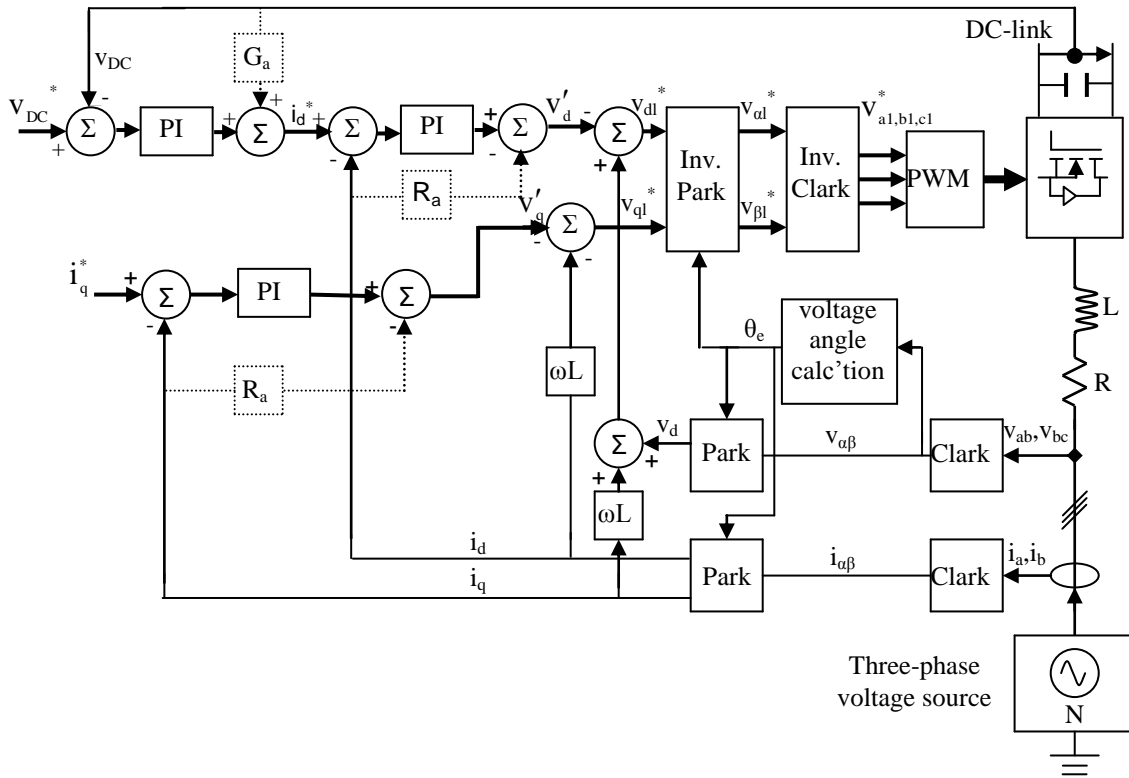 DC-link
v_DC
G_a
v_DC*
Σ
PI
Σ
i_d*
Σ
PI
Σ
v′_d
Σ
v_dl*
Inv.
Park
v_αl*
Inv.
Clark
v*_a1,b1,c1
PWM
R_a
v′_q
Σ
v_ql*
v_βl*
i*_q
Σ
PI
Σ
L
θ_e
voltage
angle
calc’tion
ωL
R
R_a
Σ
v_d
Park
v_αβ
Clark
v_ab,v_bc
ωL
i_d
i_q
Park
i_αβ
Clark
i_a,i_b
Three-phase
voltage source
N